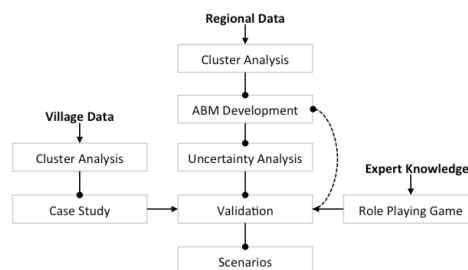 Regional Data
Cluster Analysis
ABM Development
Village Data
Cluster Analysis
Uncertainty Analysis
Expert Knowledge
Case Study
Validation
Role Playing Game
Scenarios